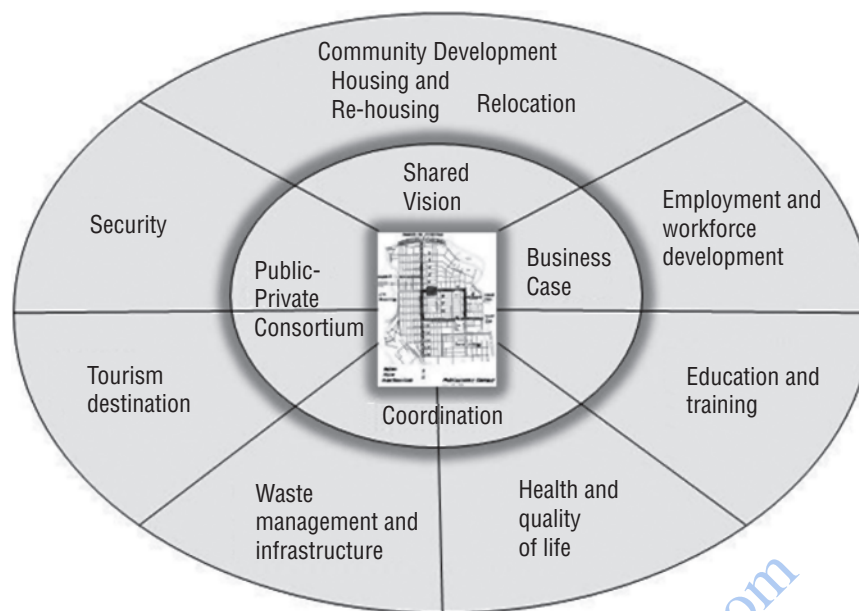 Community Development
Housing and
Re-housing
Relocation
Shared
Vision
Security
Employment and
workforce
development
Public-
Private
Consortium
Business
Case
Tourism
destination
Education and
training
Coordination
Waste
management and
infrastructure
Health and
quality
of life
om